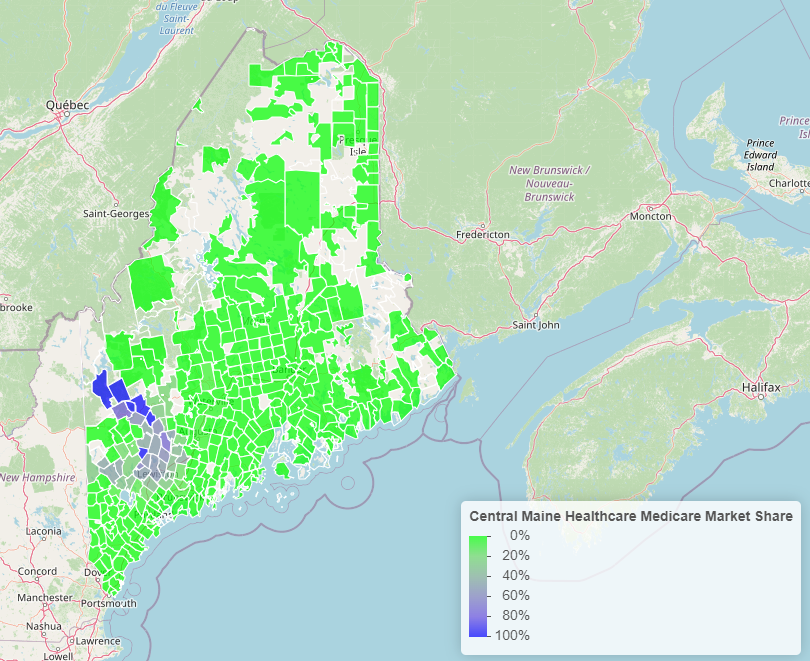 du Fleuve
Saint-
Laurent
Québec
Presque
Isle
Prince
Edward
Island
Charlotte
New Brunswick /
Nouveau-
Brunswick
Saint-Georges
Moncton
Fredericton
brooke
Saint John
Halifax
New Hampshire
Laconia
Concord
Manchester
Portsmouth
Nashua
Lawrence
Lowell
Central Maine Healthcare Medicare Market Share
0%
20%
40%
60%
80%
100%